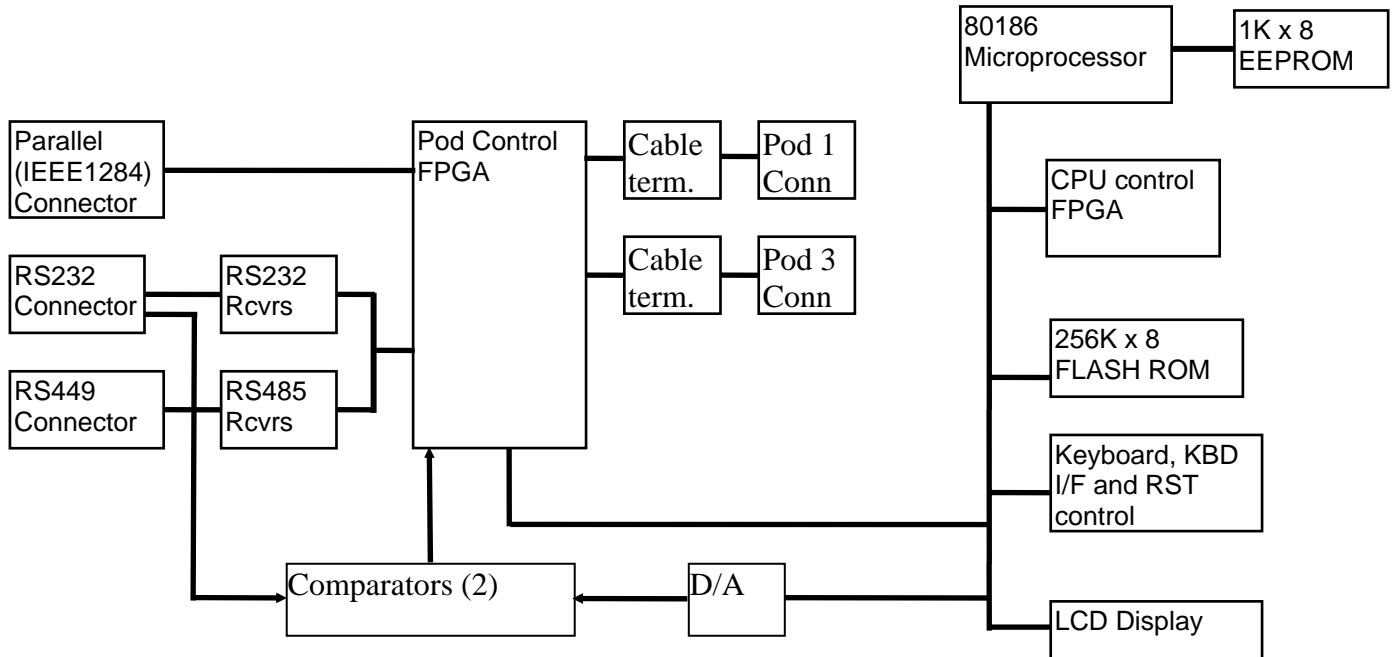 80186
Microprocessor
1K x 8
EEPROM
Parallel
(IEEE1284)
Connector
Pod Control
FPGA
Cable
term.
Pod 1
Conn
CPU control
FPGA
RS232
Connector
RS232
Rcvrs
Cable
term.
Pod 3
Conn
256K x 8
FLASH ROM
RS449
Connector
RS485
Rcvrs
Keyboard, KBD
I/F and RST
control
Comparators (2)
D/A
LCD Display